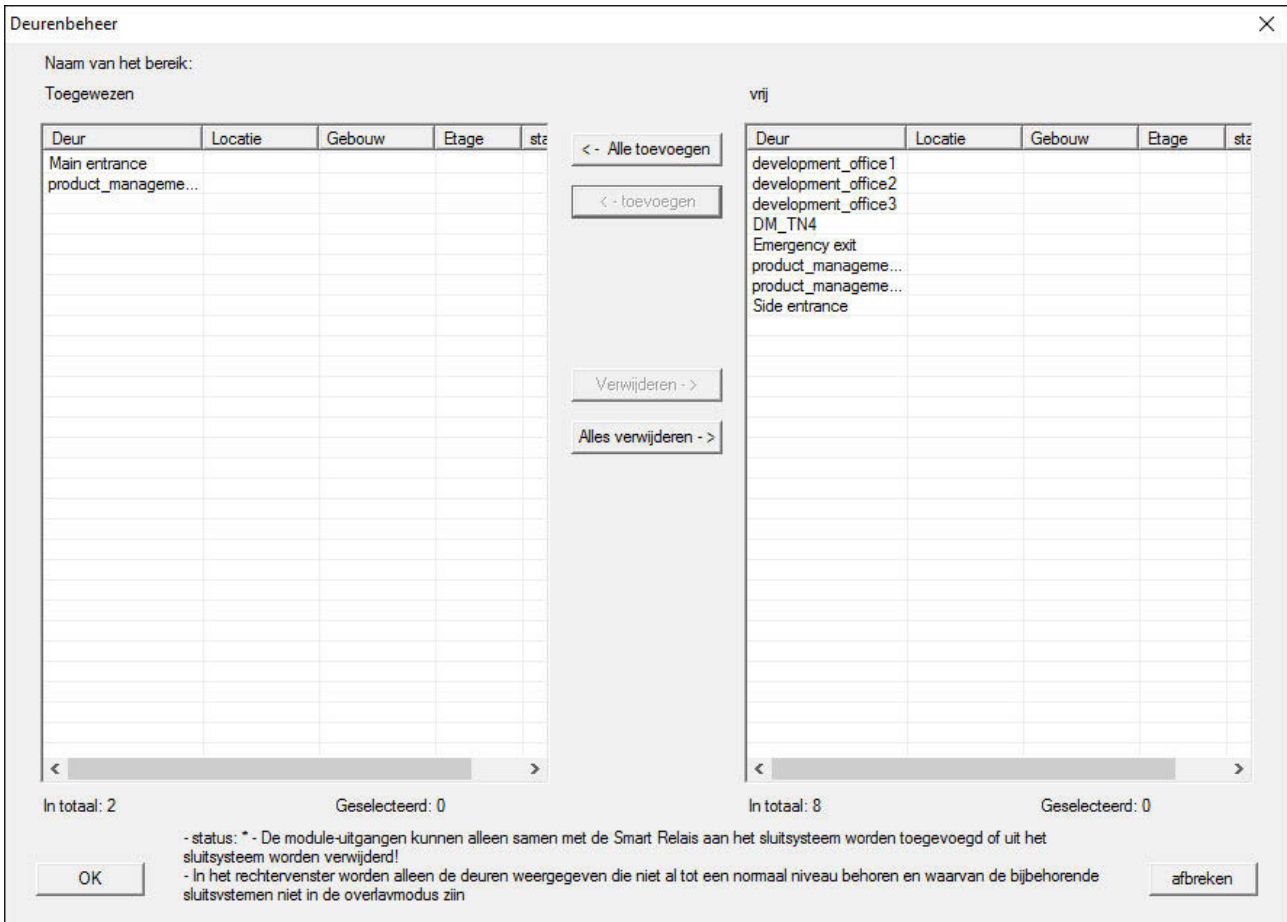 Deurenbeheer
Naam van het bereik:
Toegewezen
vrij
Deur Locatie Gebouw Etage sta
Main entrance
product_manageme...
<- Alle toevoegen
<- toevoegen
Verwijderen ->
Alles verwijderen ->
Deur Locatie Gebouw Etage sta
development_office1
development_office2
development_office3
DM_TN4
Emergency exit
product_manageme...
product_manageme...
Side entrance
In totaal: 2 Geselecteerd: 0
In totaal: 8 Geselecteerd: 0
- status: * - De module-uitgangen kunnen alleen samen met de Smart Relais aan het sluitsysteem worden toegevoegd of uit het
sluitsysteem worden verwijderd!
- In het rechtervenster worden alleen de deuren weergegeven die niet al tot een normaal niveau behoren en waarvan de bijbehorende
sluitsystemen niet in de overlaymodus zijn
OK
afbreken